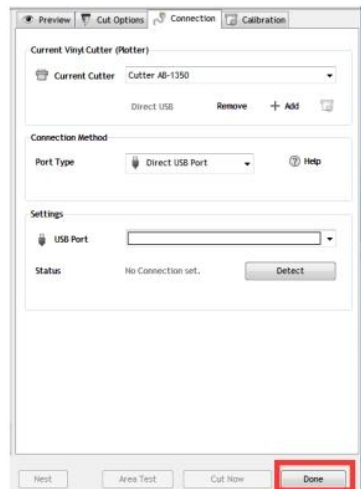 Preview Cut Options Connection Calibration
Current Vinyl Cutter (Plotter)
Current Cutter Cutter AB-1350
Direct USB Remove + Add
Connection Method
Port Type Direct USB Port ? Help
Settings
USB Port
Status No Connection set. Detect
Nest Area Test Cut Now Done